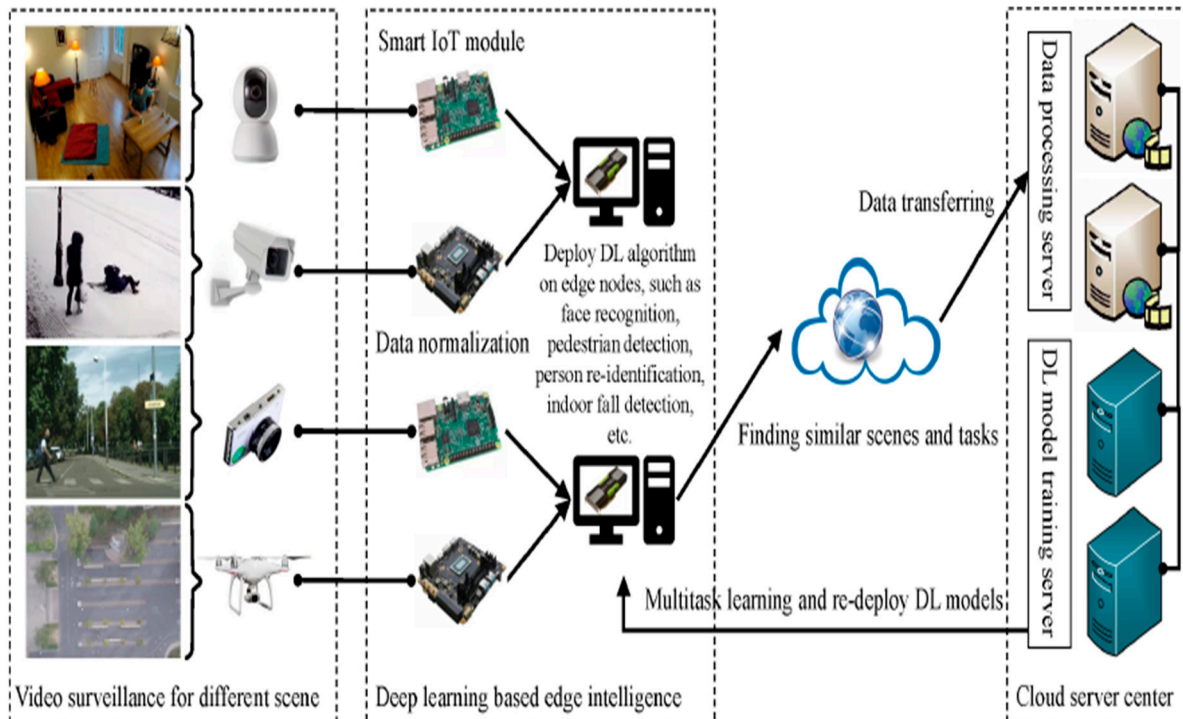 Smart IoT module
Data normalization
Deploy DL algorithm
on edge nodes, such as
face recognition,
pedestrian detection,
person re-identification,
indoor fall detection,
etc.
Data transferring
Finding similar scenes and tasks
Multitask learning and re-deploy DL models
Data processing server
DL model training server
Video surveillance for different scene
Deep learning based edge intelligence
Cloud server center